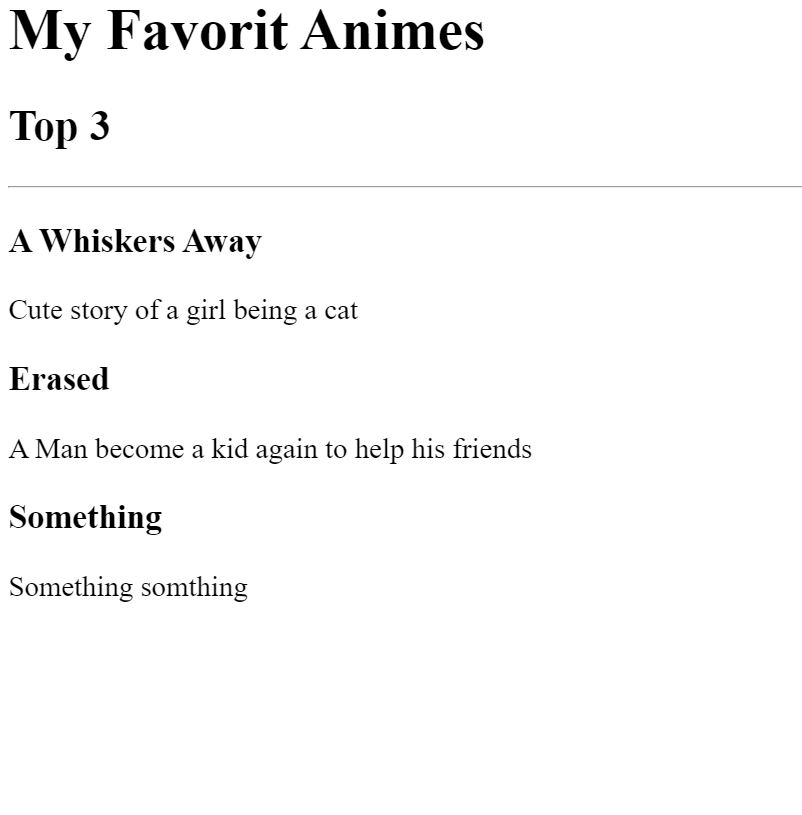 My Favorit Animes
Top 3
A Whiskers Away
Cute story of a girl being a cat
Erased
A Man become a kid again to help his friends
Something
Something somthing